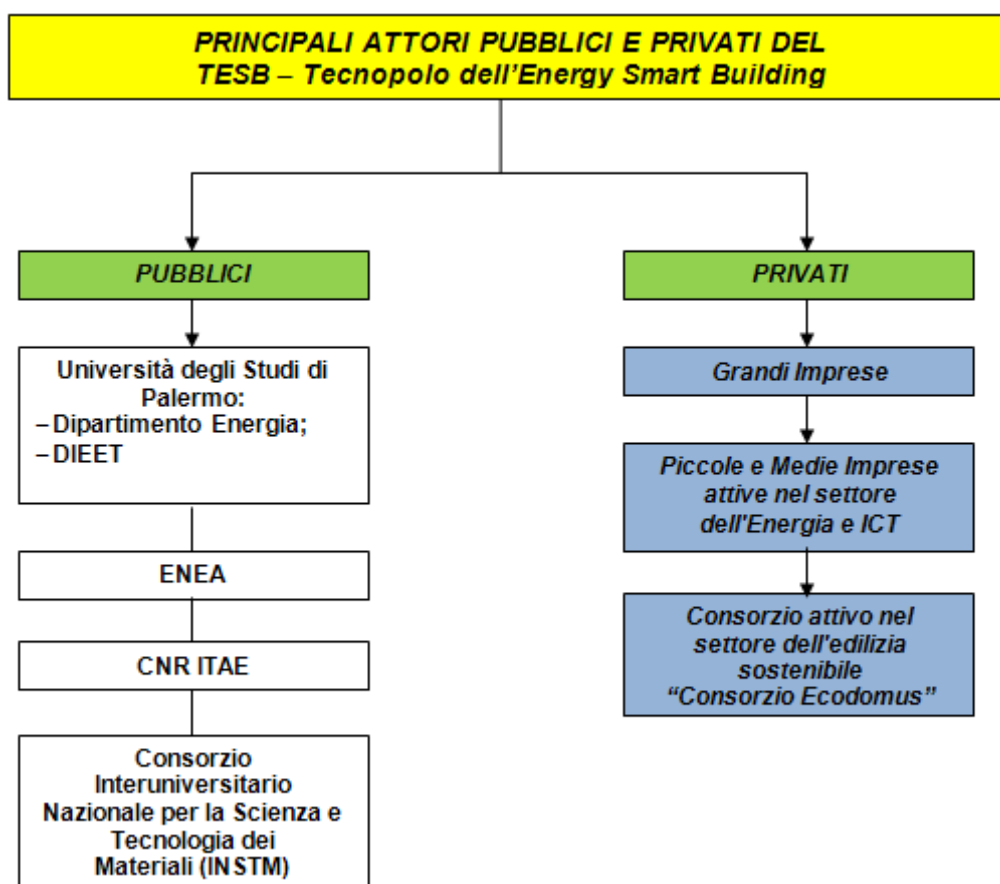 PRINCIPALI ATTORI PUBBLICI E PRIVATI DEL
TESB – Tecnopolo dell'Energy Smart Building
PUBBLICI
Università degli Studi di
Palermo:
– Dipartimento Energia;
– DIEET
ENEA
CNR ITAE
Consorzio
Interuniversitario
Nazionale per la Scienza e
Tecnologia dei
Materiali (INSTM)
PRIVATI
Grandi Imprese
Piccole e Medie Imprese
attive nel settore
dell'Energia e ICT
Consorzio attivo nel
settore dell'edilizia
sostenibile
“Consorzio Ecodomus”